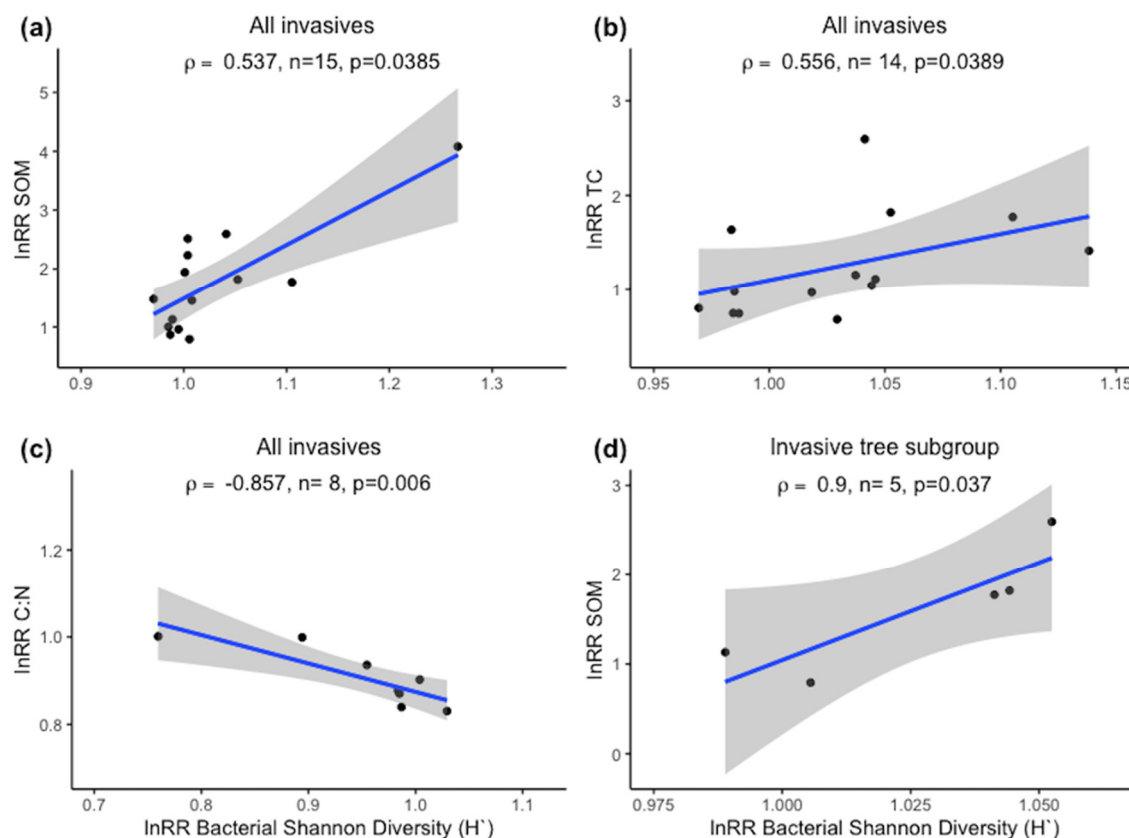 (a) All invasives
ρ = 0.537, n=15, p=0.0385
lnRR SOM
5
4
3
2
1
0.9 1.0 1.1 1.2 1.3
(b) All invasives
ρ = 0.556, n= 14, p=0.0389
lnRR TC
3
2
1
0.95 1.00 1.05 1.10 1.15
(c) All invasives
ρ = -0.857, n= 8, p=0.006
lnRR C:N
1.2
1.0
0.8
0.7 0.8 0.9 1.0 1.1
lnRR Bacterial Shannon Diversity (H`)
(d) Invasive tree subgroup
ρ = 0.9, n= 5, p=0.037
lnRR SOM
3
2
1
0
0.975 1.000 1.025 1.050
lnRR Bacterial Shannon Diversity (H`)